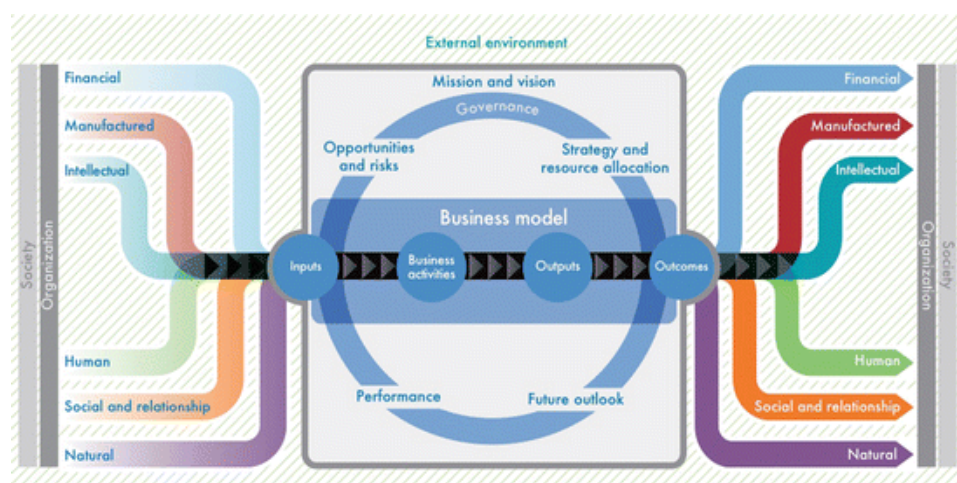 External environment
Society
Organization
Financial
Manufactured
Intellectual
Human
Social and relationship
Natural
Mission and vision
Governance
Opportunities
and risks
Strategy and
resource allocation
Business model
Inputs
Business
activities
Outputs
Outcomes
Performance
Future outlook
Financial
Manufactured
Intellectual
Human
Social and relationship
Natural
Organization
Society